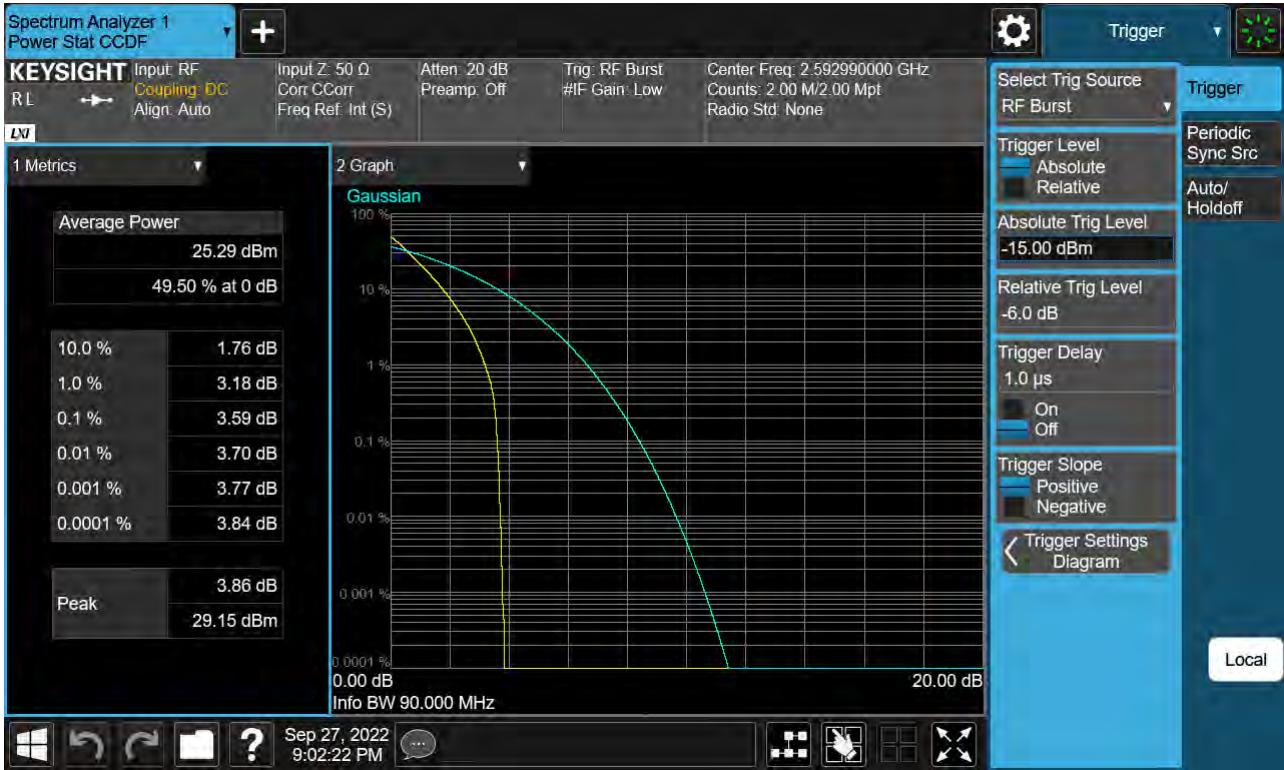 Spectrum Analyzer 1
Power Stat CCDF
Trigger
KEYSIGHT
RL
LXI
Input: RF
Coupling: DC
Align: Auto
Input Z: 50 Ω
Corr CCorr
Freq Ref: Int (S)
Atten: 20 dB
Preamp: Off
Trig: RF Burst
#IF Gain: Low
Center Freq: 2.592990000 GHz
Counts: 2.00 M/2.00 Mpt
Radio Std: None
1 Metrics
Average Power
25.29 dBm
49.50 % at 0 dB
10.0 % 1.76 dB
1.0 % 3.18 dB
0.1 % 3.59 dB
0.01 % 3.70 dB
0.001 % 3.77 dB
0.0001 % 3.84 dB
Peak
3.86 dB
29.15 dBm
2 Graph
Gaussian
100 %
10 %
1 %
0.1 %
0.01 %
0.001 %
0.0001 %
0.00 dB 20.00 dB
Info BW 90.000 MHz
Select Trig Source
RF Burst
Trigger Level
Absolute
Relative
Absolute Trig Level
-15.00 dBm
Relative Trig Level
-6.0 dB
Trigger Delay
1.0 µs
On
Off
Trigger Slope
Positive
Negative
Trigger Settings
Diagram
Trigger
Periodic
Sync Src
Auto/
Holdoff
Local
?
Sep 27, 2022
9:02:22 PM